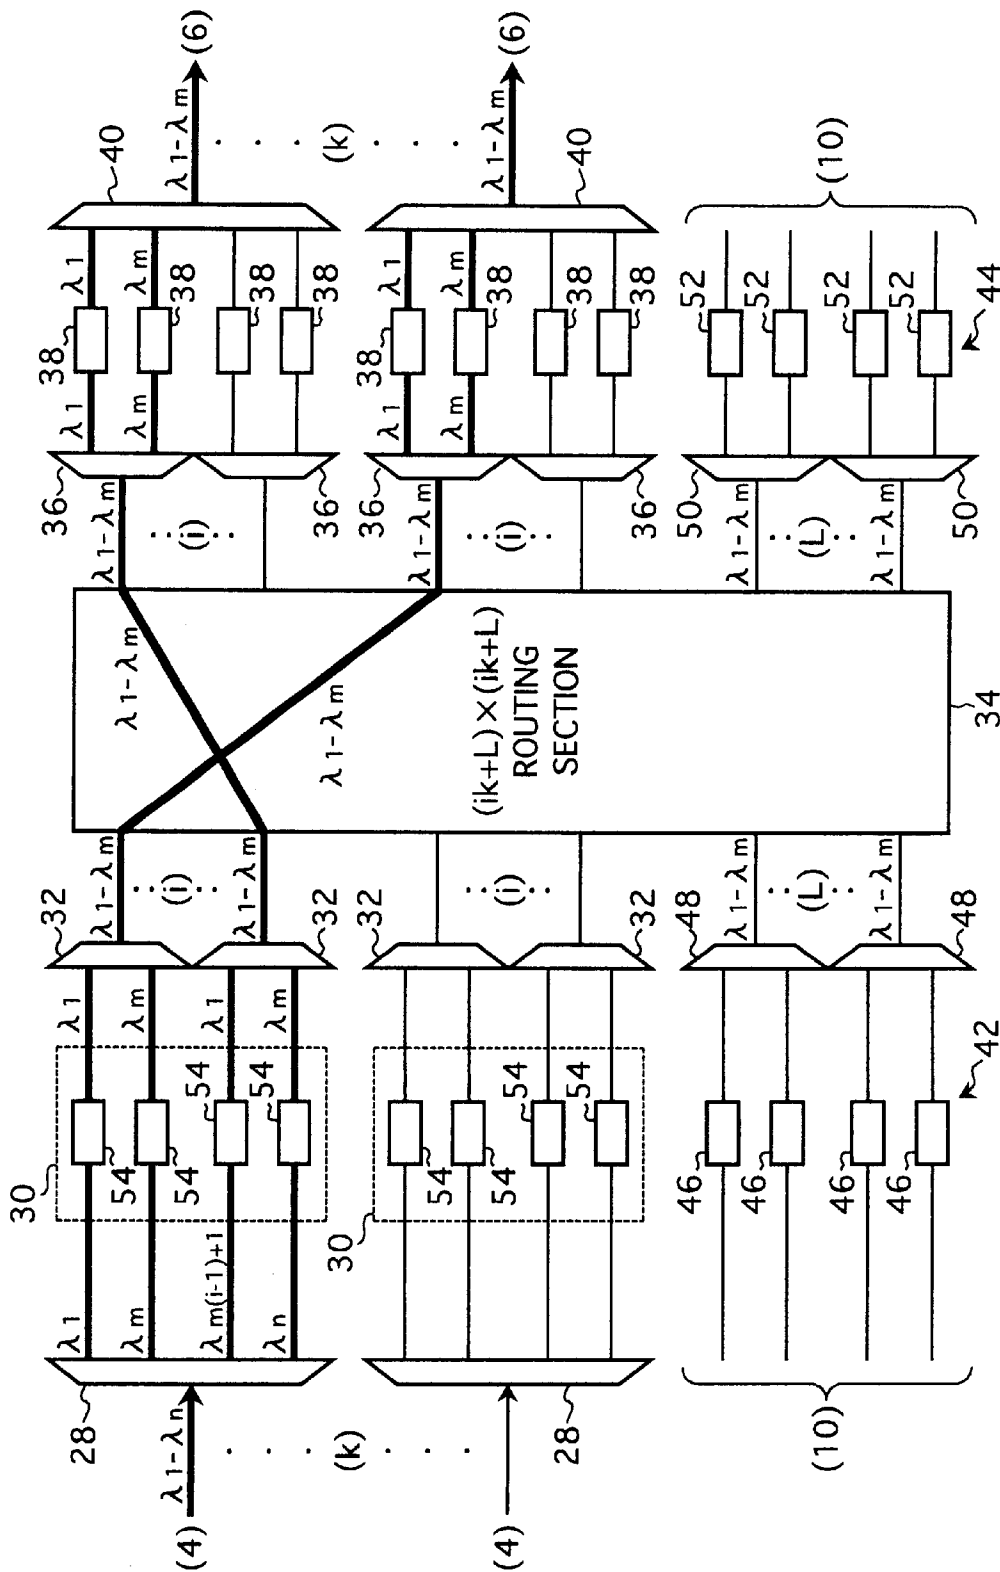 (4)
λ1-λn
28
(k)
(4)
28
(10)
λ1
λm
λm(i-1)+1
λn
30
54
54
54
54
30
54
54
54
54
46
46
46
46
42
λ1
λm
λ1
λm
32
32
32
32
48
48
λ1-λm
(i)
λ1-λm
(i)
λ1-λm
(L)
λ1-λm
λ1-λm
λ1-λm
(ik+L)×(ik+L)
ROUTING
SECTION
34
λ1-λm
(i)
λ1-λm
(i)
λ1-λm
(L)
λ1-λm
36
36
36
36
50
50
λ1
λm
λ1
λm
38
38
38
38
38
38
38
38
52
52
52
52
44
λ1
λm
λ1
λm
40
40
(10)
λ1-λm
(6)
(k)
λ1-λm
(6)